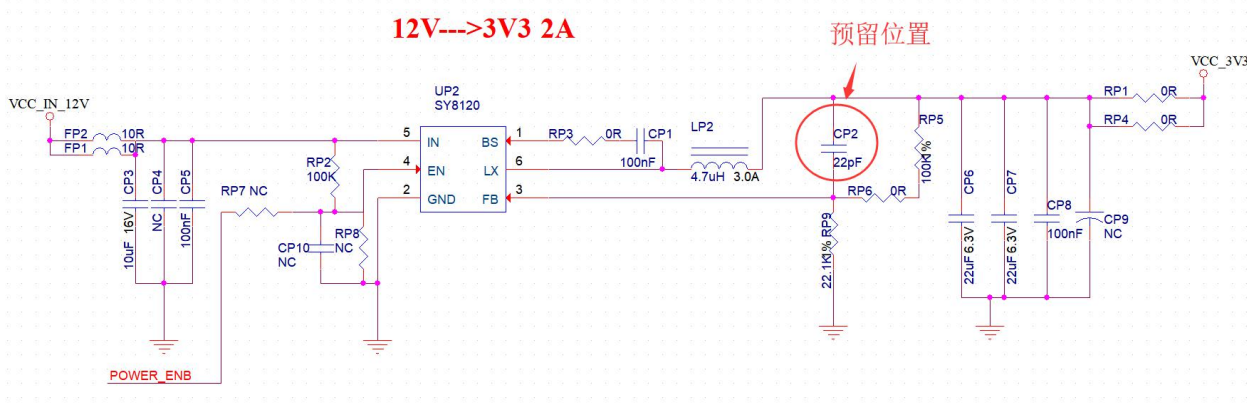 12V--->3V3 2A
预留位置
VCC_3V3
VCC_IN_12V
UP2
SY8120
FP2 10R
FP1 10R
5 IN BS 1
4 EN LX 6
2 GND FB 3
RP3 0R
CP1
100nF
LP2
4.7uH 3.0A
CP2
22pF
RP5
100K1%
RP6 0R
RP9
22.1K1%
RP1 0R
RP4 0R
RP2
100K
RP7 NC
CP3
10uF 16V
CP4
NC
CP5
100nF
CP10
NC
RP8
NC
CP6
22uF 6.3V
CP7
22uF 6.3V
CP8
100nF
CP9
NC
POWER_ENB